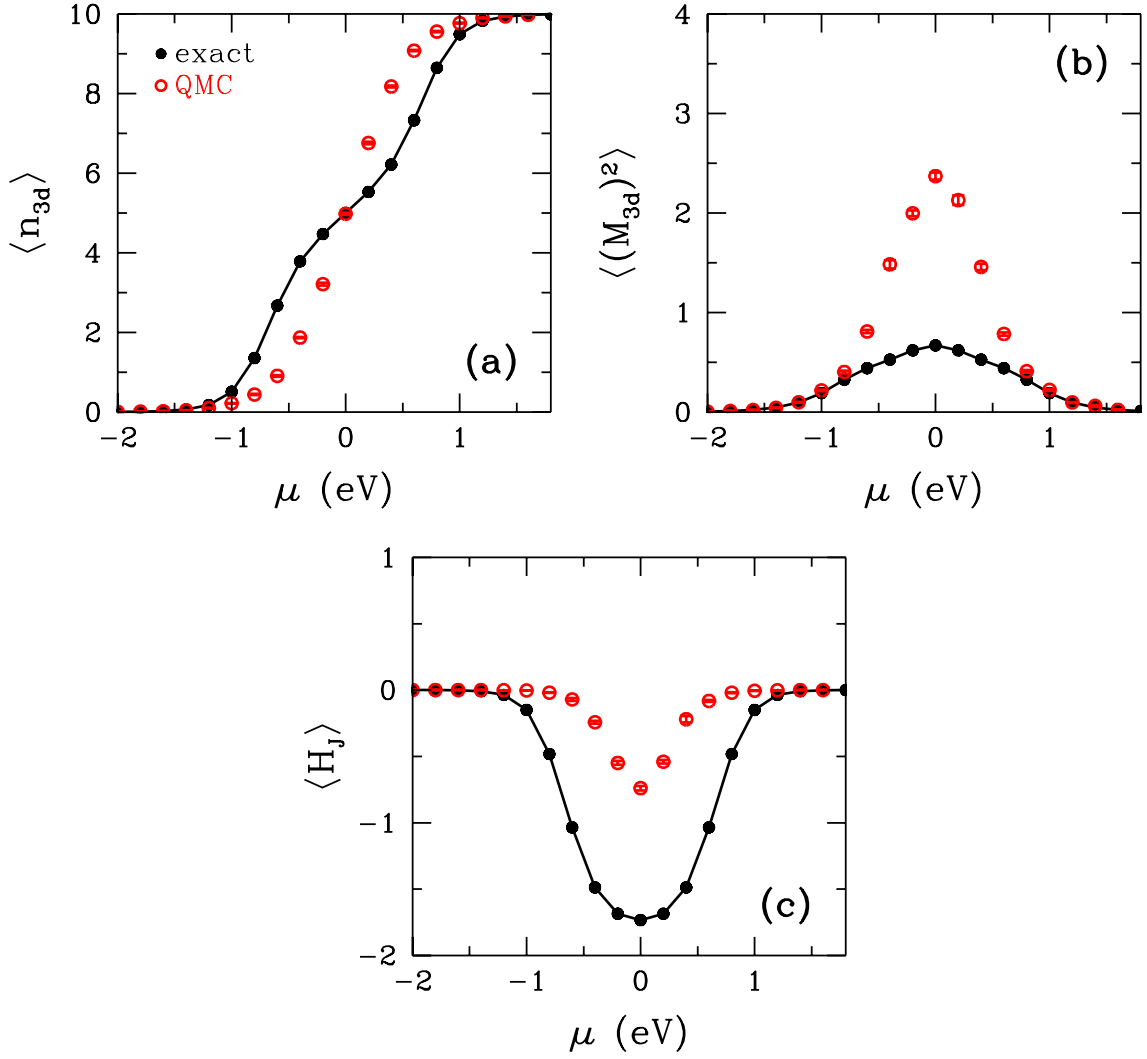 10
8
6
4
2
0
⟨n3d⟩
exact
QMC
(a)
−2 −1 0 1
μ (eV)
4
3
2
1
0
⟨(M3d)²⟩
(b)
−2 −1 0 1
μ (eV)
1
0
−1
−2
⟨HJ⟩
(c)
−2 −1 0 1
μ (eV)